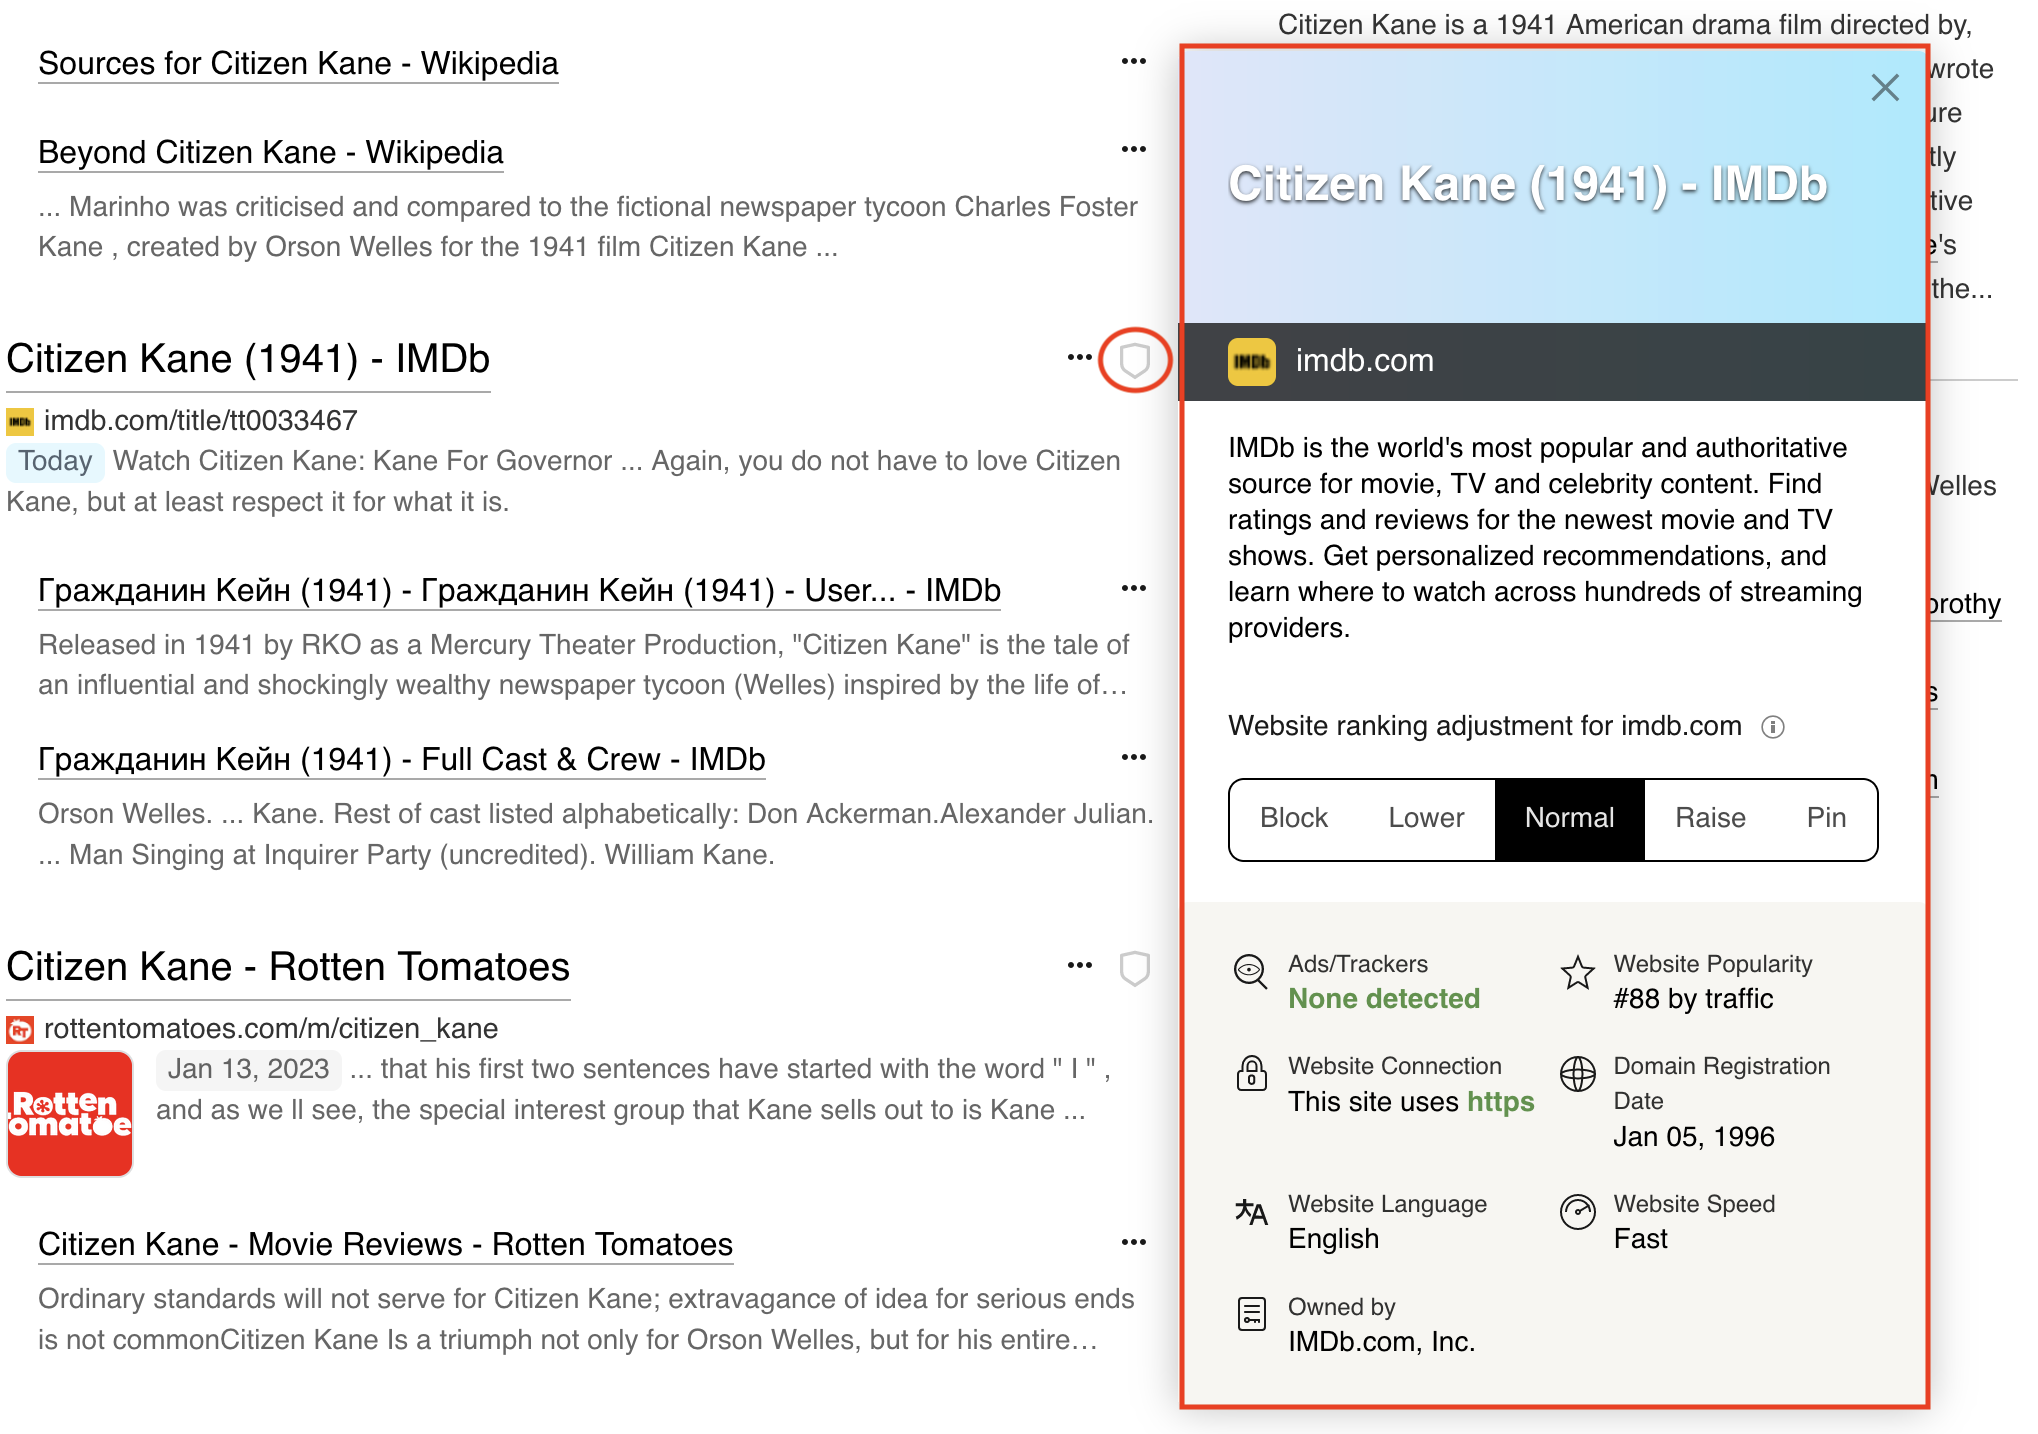 Sources for Citizen Kane - Wikipedia
Beyond Citizen Kane - Wikipedia
... Marinho was criticised and compared to the fictional newspaper tycoon Charles Foster
Kane , created by Orson Welles for the 1941 film Citizen Kane ...
Citizen Kane (1941) - IMDb
imdb.com/title/tt0033467
Today Watch Citizen Kane: Kane For Governor ... Again, you do not have to love Citizen
Kane, but at least respect it for what it is.
Гражданин Кейн (1941) - Гражданин Кейн (1941) - User... - IMDb
Released in 1941 by RKO as a Mercury Theater Production, "Citizen Kane" is the tale of
an influential and shockingly wealthy newspaper tycoon (Welles) inspired by the life of...
Гражданин Кейн (1941) - Full Cast & Crew - IMDb
Orson Welles. ... Kane. Rest of cast listed alphabetically: Don Ackerman.Alexander Julian.
... Man Singing at Inquirer Party (uncredited). William Kane.
Citizen Kane - Rotten Tomatoes
rottentomatoes.com/m/citizen_kane
Jan 13, 2023 ... that his first two sentences have started with the word " I " ,
and as we ll see, the special interest group that Kane sells out to is Kane ...
Rotten
Tomatoe
Citizen Kane - Movie Reviews - Rotten Tomatoes
Ordinary standards will not serve for Citizen Kane; extravagance of idea for serious ends
is not commonCitizen Kane Is a triumph not only for Orson Welles, but for his entire...
Citizen Kane is a 1941 American drama film directed by,
wrote
the...
Citizen Kane (1941) - IMDb
IMDb imdb.com
IMDb is the world's most popular and authoritative
source for movie, TV and celebrity content. Find
ratings and reviews for the newest movie and TV
shows. Get personalized recommendations, and
learn where to watch across hundreds of streaming
providers.
Website ranking adjustment for imdb.com
Block Lower Normal Raise Pin
Ads/Trackers
None detected
Website Popularity
#88 by traffic
Website Connection
This site uses https
Domain Registration
Date
Jan 05, 1996
Website Language
English
Website Speed
Fast
Owned by
IMDb.com, Inc.